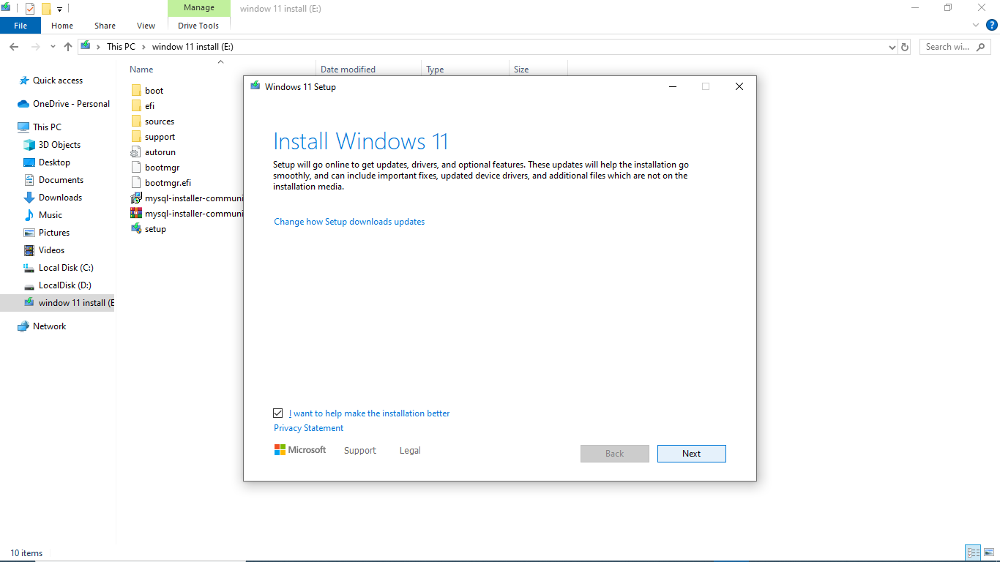 Manage
window 11 install (E:)
File
Home
Share
View
Drive Tools
?
This PC
window 11 install (E:)
Search wi...
Name
Date modified
Type
Size
Quick access
OneDrive - Personal
This PC
3D Objects
Desktop
Documents
Downloads
Music
Pictures
Videos
Local Disk (C:)
LocalDisk (D:)
window 11 install (E
Network
boot
efi
sources
support
autorun
bootmgr
bootmgr.efi
mysql-installer-communi
mysql-installer-communi
setup
Windows 11 Setup
Install Windows 11
Setup will go online to get updates, drivers, and optional features. These updates will help the installation go
smoothly, and can include important fixes, updated device drivers, and additional files which are not on the
installation media.
Change how Setup downloads updates
I want to help make the installation better
Privacy Statement
Microsoft
Support
Legal
Back
Next
10 items